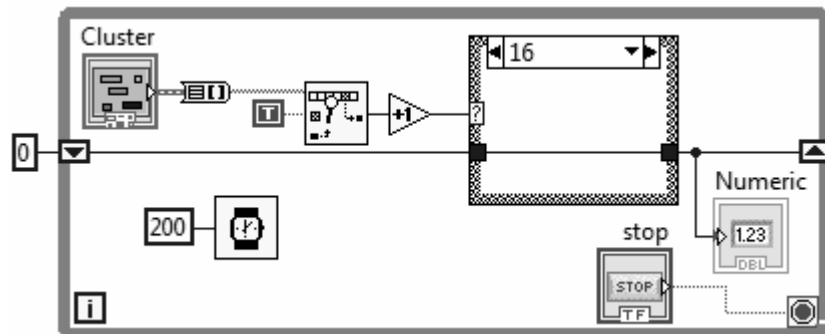 Cluster
16
T
+1
?
0
200
Numeric
1.23
DBL
stop
STOP
TF
i